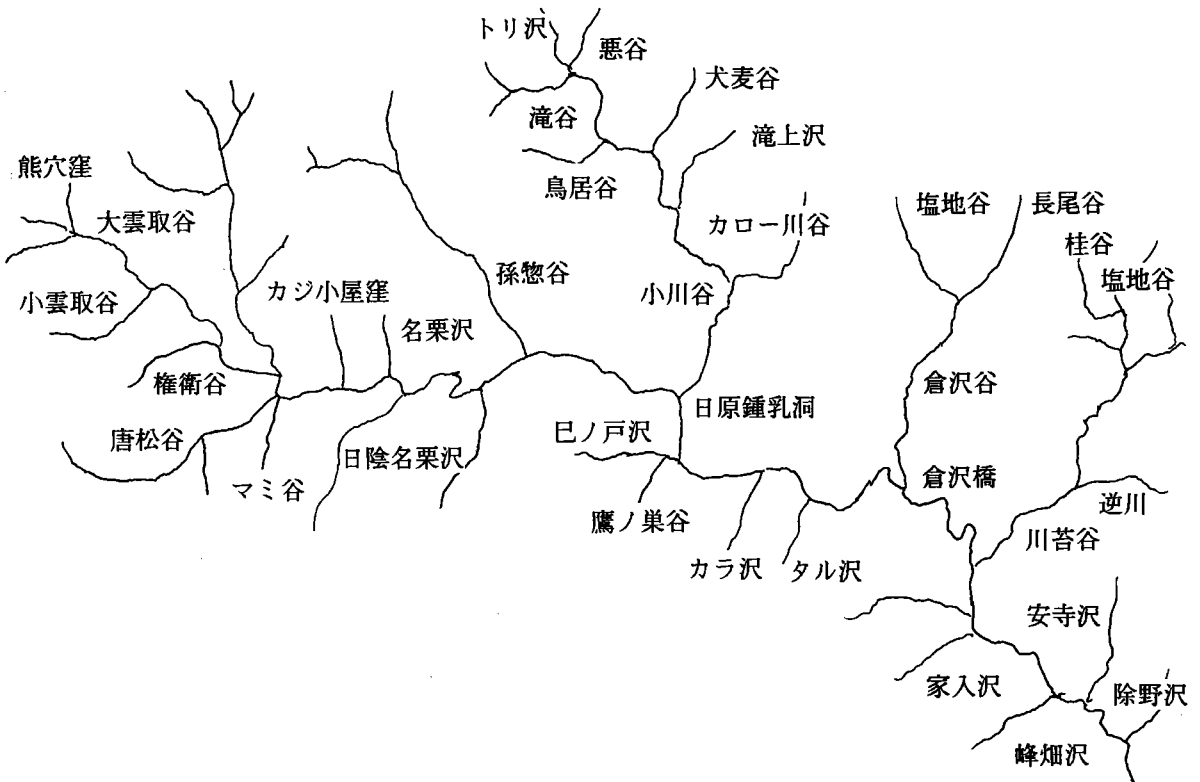 トリ沢
悪谷
犬麦谷
滝谷
滝上沢
熊穴窪
鳥居谷
大雲取谷
カロー川谷
塩地谷
長尾谷
桂谷
塩地谷
小雲取谷
カジ小屋窪
孫惣谷
小川谷
名栗沢
権衛谷
倉沢谷
日原鍾乳洞
唐松谷
巳ノ戸沢
日陰名栗沢
マミ谷
倉沢橋
鷹ノ巣谷
逆川
川苔谷
カラ沢
タル沢
安寺沢
家入沢
除野沢
峰畑沢